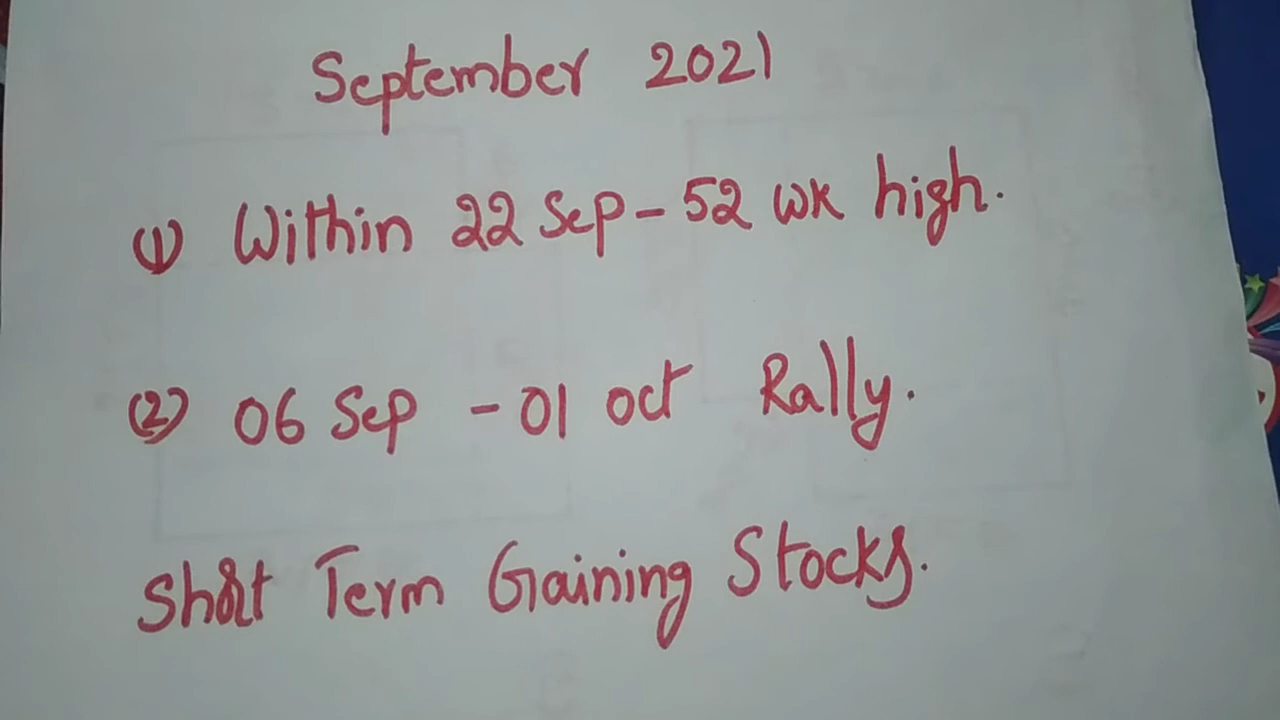 September 2021
(1) Within 22 Sep - 52 wk high.
(2) 06 Sep - 01 oct Rally.
Short Term Gaining Stocks.